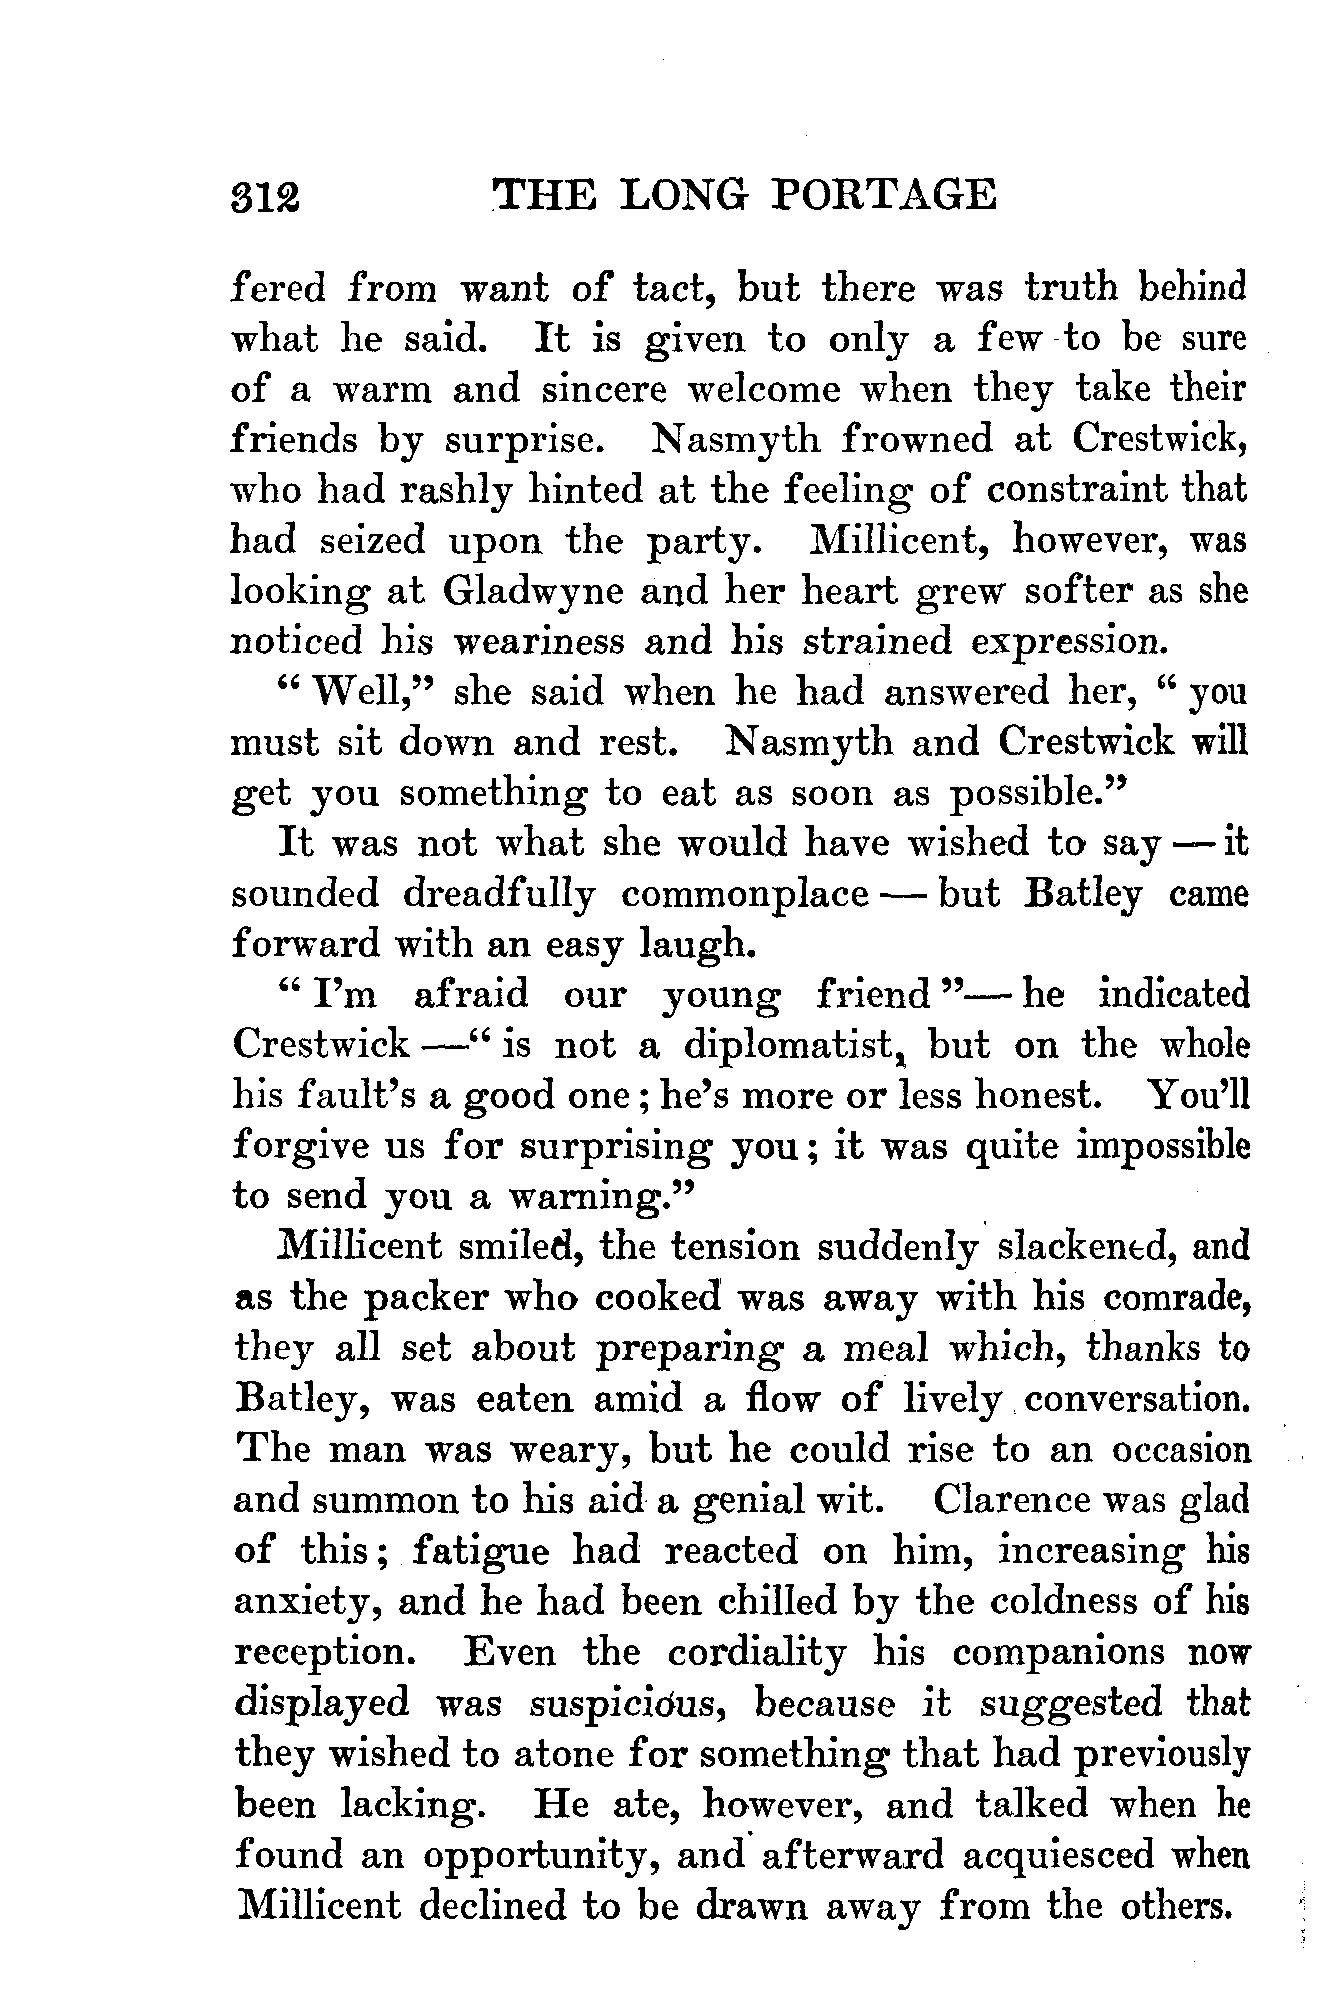 312 THE LONG PORTAGE
fered from want of tact, but there was truth behind
what he said. It is given to only a few to be sure
of a warm and sincere welcome when they take their
friends by surprise. Nasmyth frowned at Crestwick,
who had rashly hinted at the feeling of constraint that
had seized upon the party. Millicent, however, was
looking at Gladwyne and her heart grew softer as she
noticed his weariness and his strained expression.
“ Well,” she said when he had answered her, “ you
must sit down and rest. Nasmyth and Crestwick will
get you something to eat as soon as possible.”
It was not what she would have wished to say — it
sounded dreadfully commonplace — but Batley came
forward with an easy laugh.
“ I’m afraid our young friend ”— he indicated
Crestwick —“ is not a diplomatist, but on the whole
his fault’s a good one; he’s more or less honest. You’ll
forgive us for surprising you; it was quite impossible
to send you a warning.”
Millicent smiled, the tension suddenly slackened, and
as the packer who cooked was away with his comrade,
they all set about preparing a meal which, thanks to
Batley, was eaten amid a flow of lively conversation.
The man was weary, but he could rise to an occasion
and summon to his aid a genial wit. Clarence was glad
of this; fatigue had reacted on him, increasing his
anxiety, and he had been chilled by the coldness of his
reception. Even the cordiality his companions now
displayed was suspicious, because it suggested that
they wished to atone for something that had previously
been lacking. He ate, however, and talked when he
found an opportunity, and afterward acquiesced when
Millicent declined to be drawn away from the others.